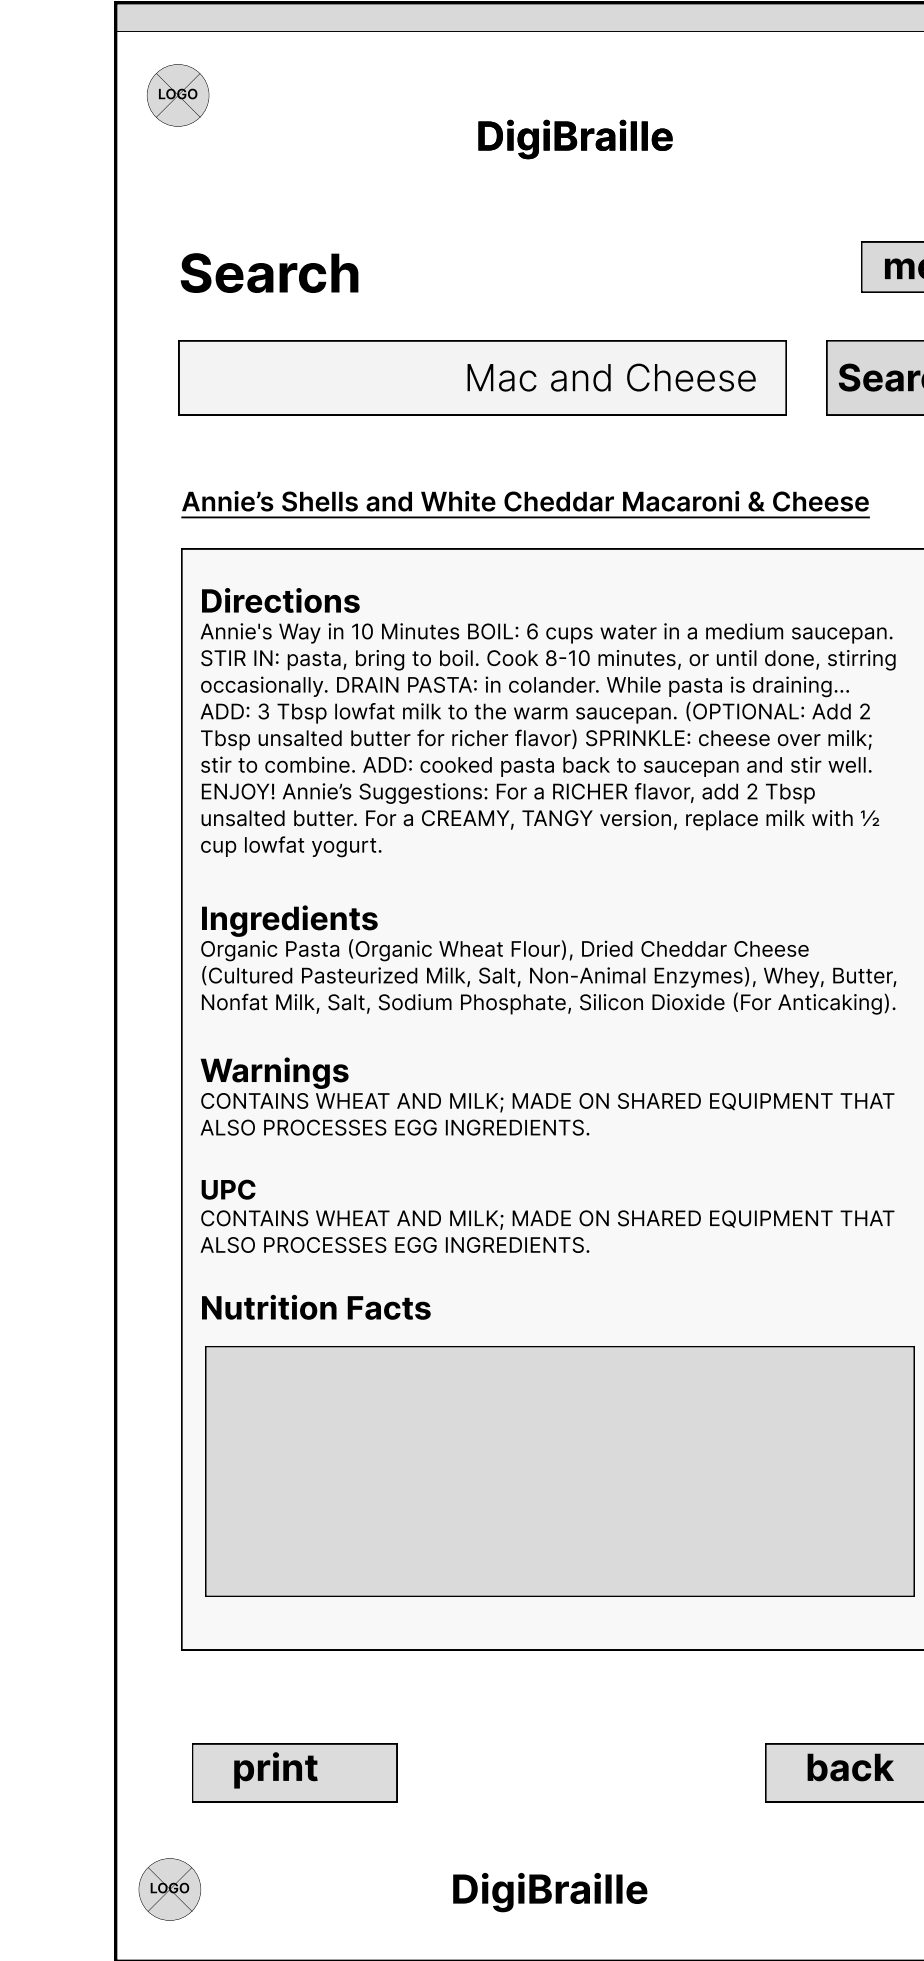 LOGO
DigiBraille
Search
Mac and Cheese
Annie’s Shells and White Cheddar Macaroni & Cheese
Directions
Annie's Way in 10 Minutes BOIL: 6 cups water in a medium saucepan.
STIR IN: pasta, bring to boil. Cook 8-10 minutes, or until done, stirring
occasionally. DRAIN PASTA: in colander. While pasta is draining...
ADD: 3 Tbsp lowfat milk to the warm saucepan. (OPTIONAL: Add 2
Tbsp unsalted butter for richer flavor) SPRINKLE: cheese over milk;
stir to combine. ADD: cooked pasta back to saucepan and stir well.
ENJOY! Annie’s Suggestions: For a RICHER flavor, add 2 Tbsp
unsalted butter. For a CREAMY, TANGY version, replace milk with ½
cup lowfat yogurt.
Ingredients
Organic Pasta (Organic Wheat Flour), Dried Cheddar Cheese
(Cultured Pasteurized Milk, Salt, Non-Animal Enzymes), Whey, Butter,
Nonfat Milk, Salt, Sodium Phosphate, Silicon Dioxide (For Anticaking).
Warnings
CONTAINS WHEAT AND MILK; MADE ON SHARED EQUIPMENT THAT
ALSO PROCESSES EGG INGREDIENTS.
UPC
CONTAINS WHEAT AND MILK; MADE ON SHARED EQUIPMENT THAT
ALSO PROCESSES EGG INGREDIENTS.
Nutrition Facts
print
back
LOGO
DigiBraille